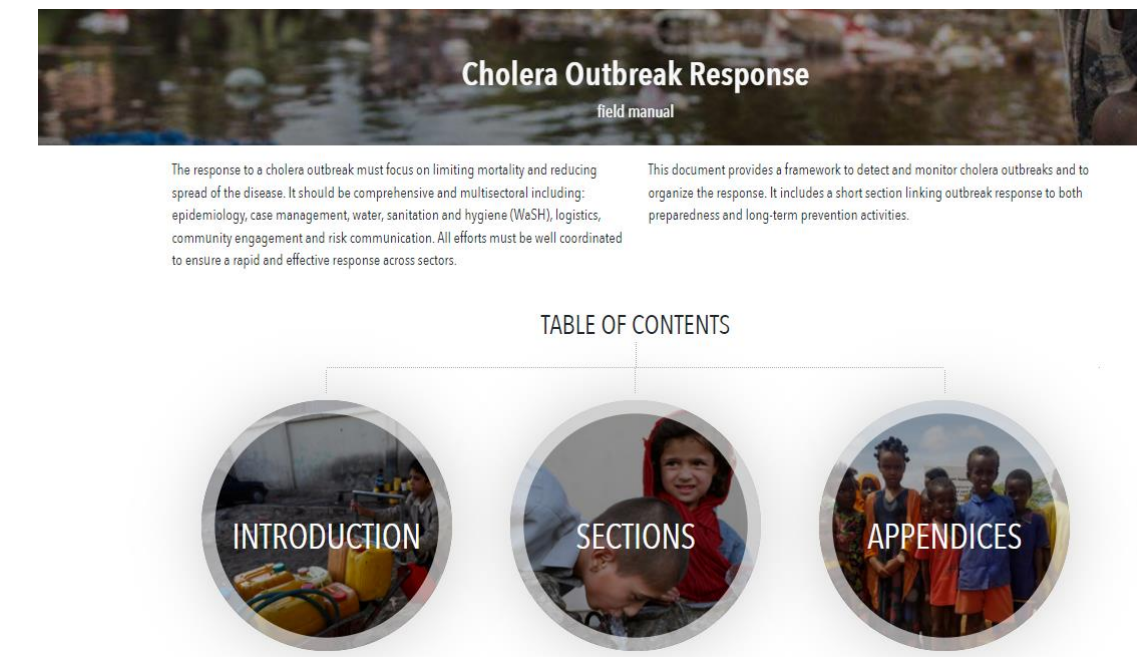 Cholera Outbreak Response
field manual
The response to a cholera outbreak must focus on limiting mortality and reducing
spread of the disease. It should be comprehensive and multisectoral including:
epidemiology, case management, water, sanitation and hygiene (WaSH), logistics,
community engagement and risk communication. All efforts must be well coordinated
to ensure a rapid and effective response across sectors.
This document provides a framework to detect and monitor cholera outbreaks and to
organize the response. It includes a short section linking outbreak response to both
preparedness and long-term prevention activities.
TABLE OF CONTENTS
INTRODUCTION
SECTIONS
APPENDICES